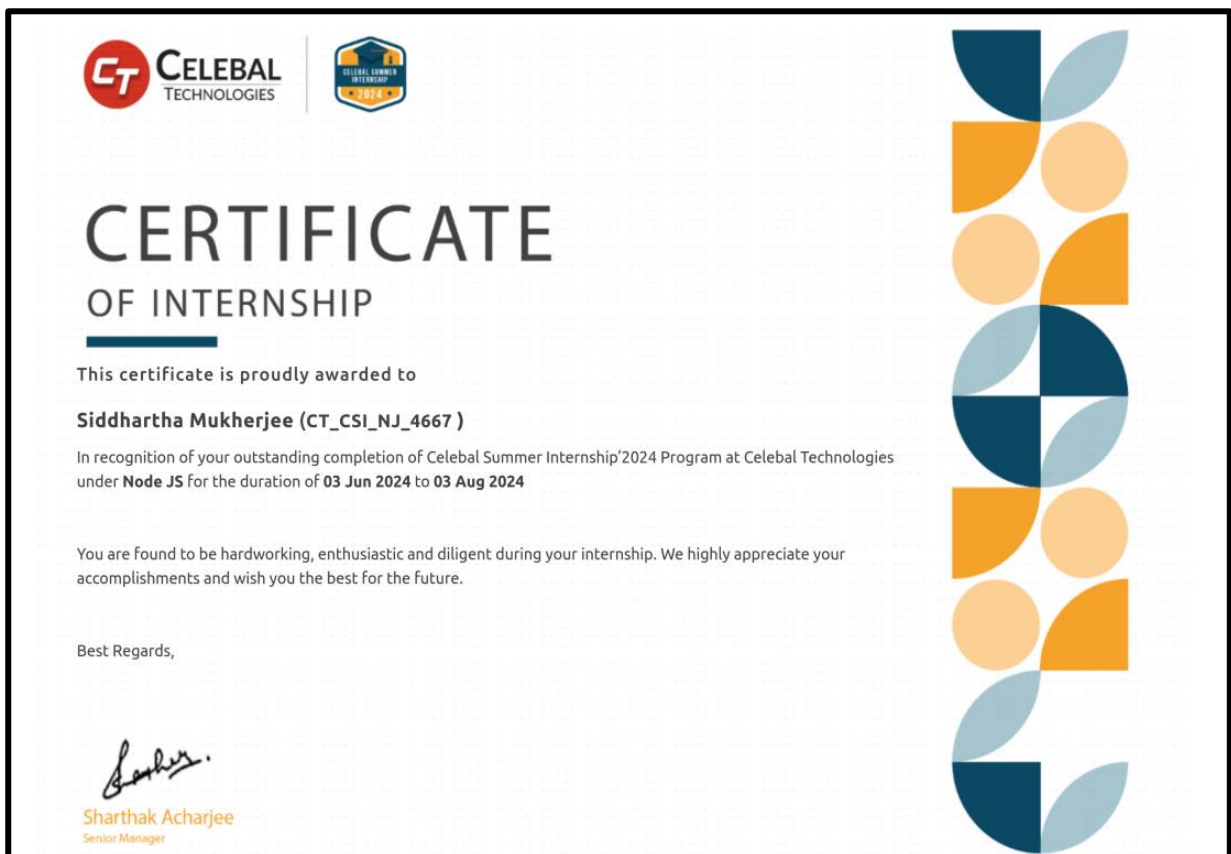 CT CELEBAL
TECHNOLOGIES
CELEBAL SUMMER
INTERNSHIP
2024
CERTIFICATE
OF INTERNSHIP
This certificate is proudly awarded to
Siddhartha Mukherjee (CT_CSI_NJ_4667 )
In recognition of your outstanding completion of Celebal Summer Internship'2024 Program at Celebal Technologies
under Node JS for the duration of 03 Jun 2024 to 03 Aug 2024
You are found to be hardworking, enthusiastic and diligent during your internship. We highly appreciate your
accomplishments and wish you the best for the future.
Best Regards,
Sharthak Acharjee
Senior Manager